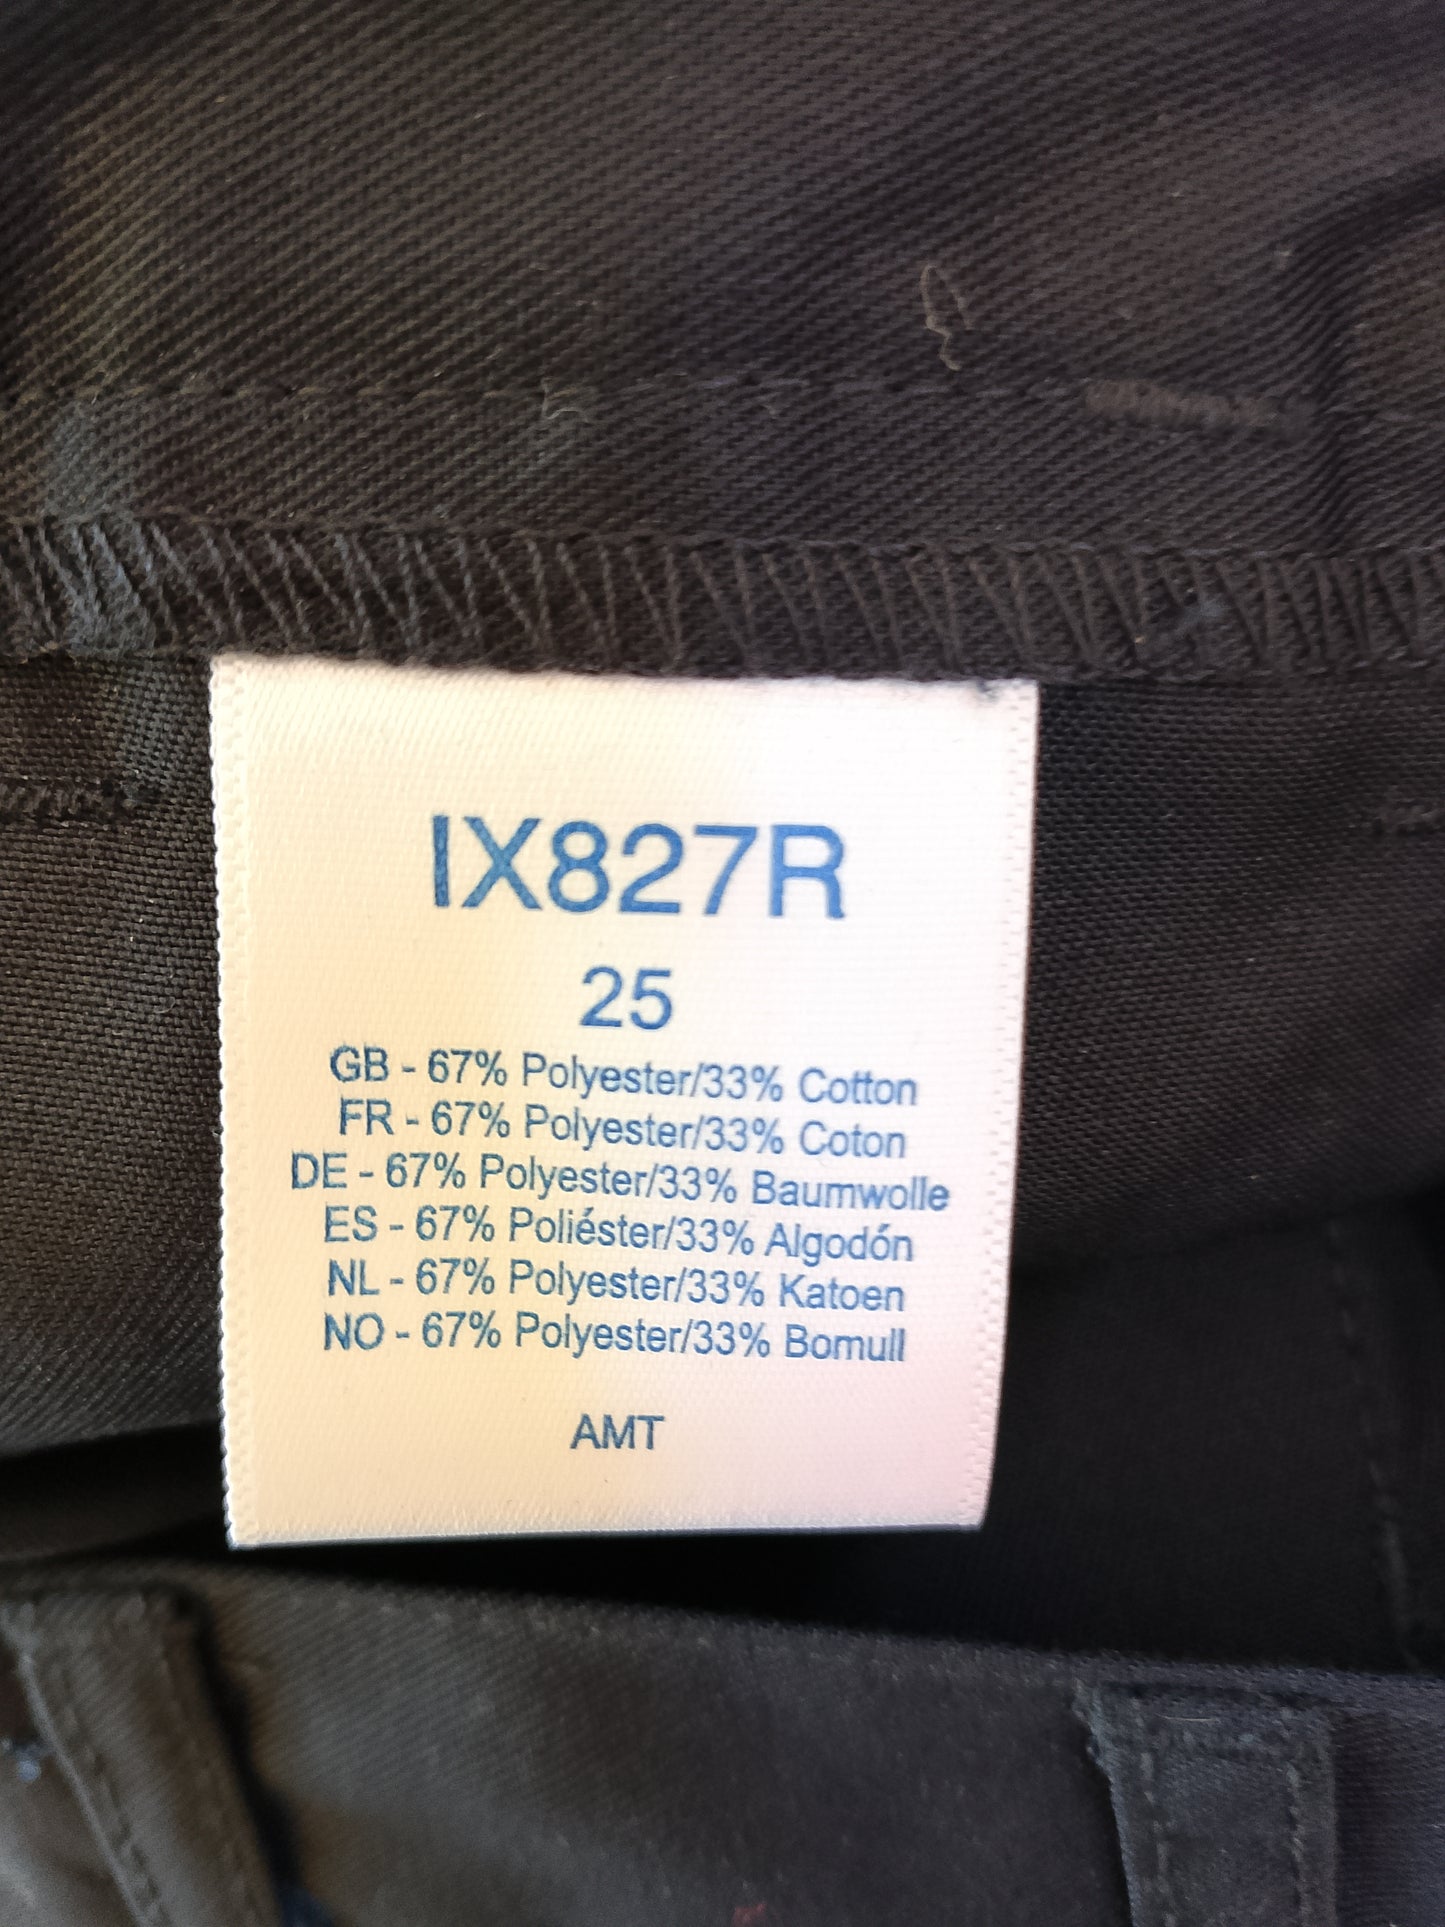 IX827R
25
GB - 67% Polyester/33% Cotton
FR - 67% Polyester/33% Coton
DE - 67% Polyester/33% Baumwolle
ES - 67% Poliéster/33% Algodón
NL - 67% Polyester/33% Katoen
NO - 67% Polyester/33% Bomull
AMT